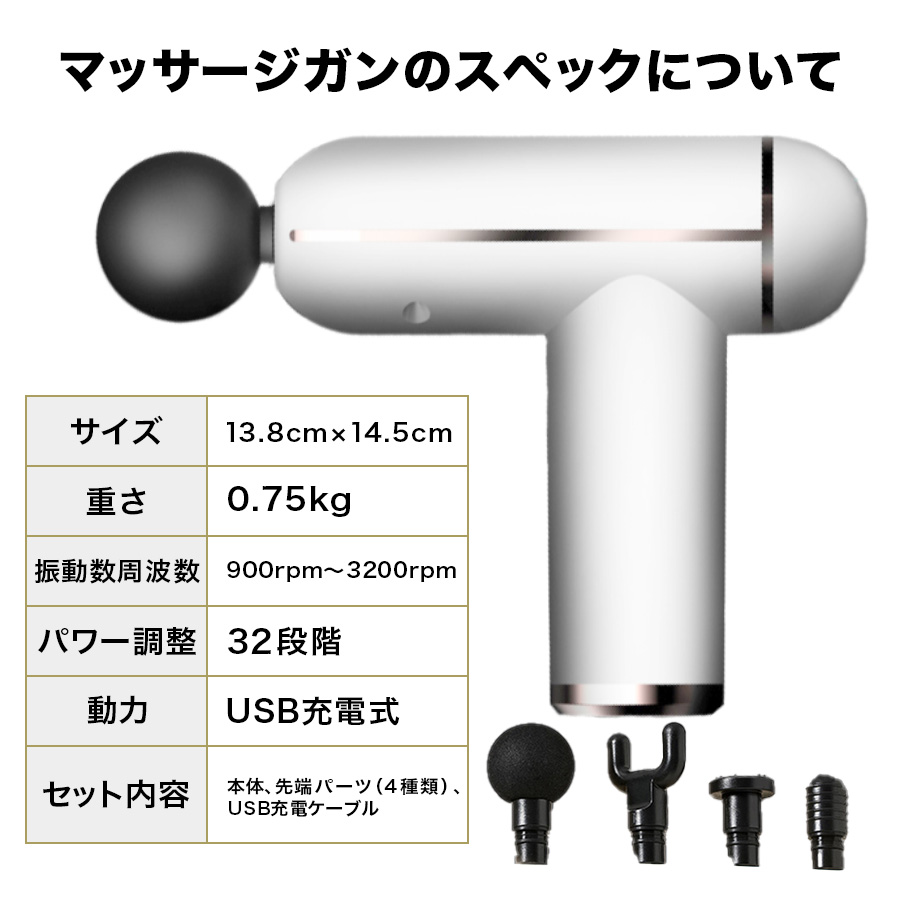 マッサージガンのスペックについて
サイズ 13.8cm×14.5cm
重さ 0.75kg
振動数周波数 900rpm〜3200rpm
パワー調整 32段階
動力 USB充電式
セット内容 本体、先端パーツ（4種類）、
USB充電ケーブル